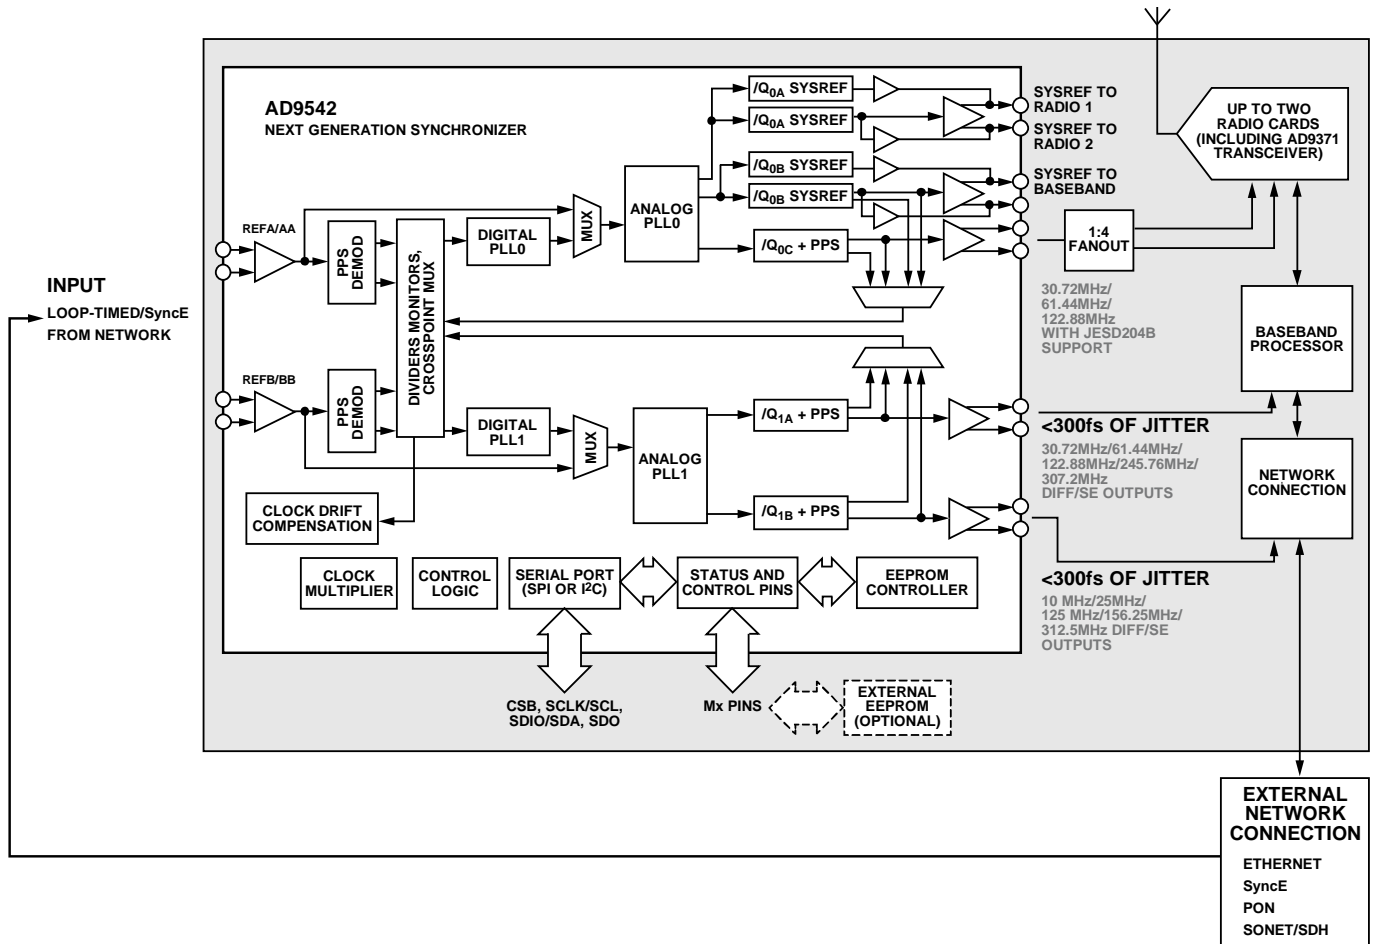 AD9542
NEXT GENERATION SYNCHRONIZER
INPUT
LOOP-TIMED/SyncE
FROM NETWORK
REFA/AA
PPS
DEMOD
REFB/BB
PPS
DEMOD
DIVIDERS MONITORS,
CROSSPOINT MUX
DIGITAL
PLL0
MUX
ANALOG
PLL0
DIGITAL
PLL1
MUX
ANALOG
PLL1
/Q0A SYSREF
/Q0A SYSREF
/Q0B SYSREF
/Q0B SYSREF
/Q0C + PPS
/Q1A + PPS
/Q1B + PPS
CLOCK DRIFT
COMPENSATION
CLOCK
MULTIPLIER
CONTROL
LOGIC
SERIAL PORT
(SPI OR I2C)
STATUS AND
CONTROL PINS
EEPROM
CONTROLLER
CSB, SCLK/SCL,
SDIO/SDA, SDO
Mx PINS
EXTERNAL
EEPROM
(OPTIONAL)
SYSREF TO
RADIO 1
SYSREF TO
RADIO 2
SYSREF TO
BASEBAND
1:4
FANOUT
UP TO TWO
RADIO CARDS
(INCLUDING AD9371
TRANSCEIVER)
30.72MHz/
61.44MHz/
122.88MHz
WITH JESD204B
SUPPORT
BASEBAND
PROCESSOR
<300fs OF JITTER
30.72MHz/61.44MHz/
122.88MHz/245.76MHz/
307.2MHz
DIFF/SE OUTPUTS
NETWORK
CONNECTION
<300fs OF JITTER
10 MHz/25MHz/
125 MHz/156.25MHz/
312.5MHz DIFF/SE
OUTPUTS
EXTERNAL
NETWORK
CONNECTION
ETHERNET
SyncE
PON
SONET/SDH